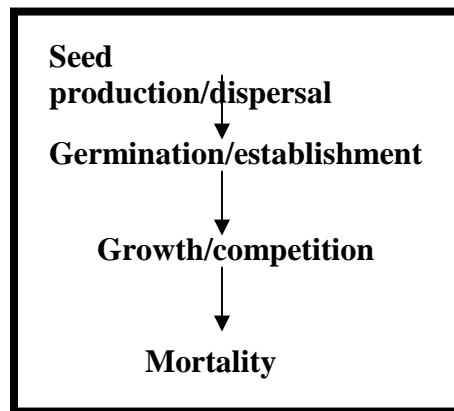 Seed
production/dispersal
Germination/establishment
Growth/competition
Mortality